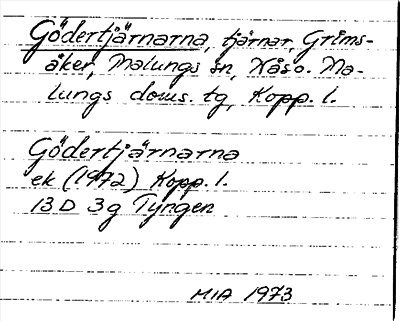 Gödertjärnarna, tjärnar, Grims-
åker, Malungs sn, Nås o. Ma-
lungs doms. tg, Kopp. l.
Gödertjärnarna
ek (1972) Kopp. l.
13 D 3g Tyngen
MIA 1973